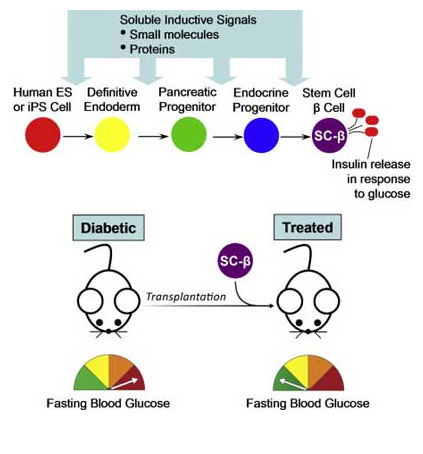 Soluble Inductive Signals
• Small molecules
• Proteins
Human ES
or iPS Cell
Definitive
Endoderm
Pancreatic
Progenitor
Endocrine
Progenitor
Stem Cell
β Cell
SC-β
Insulin release
in response
to glucose
Diabetic
Treated
SC-β
Transplantation
Fasting Blood Glucose
Fasting Blood Glucose